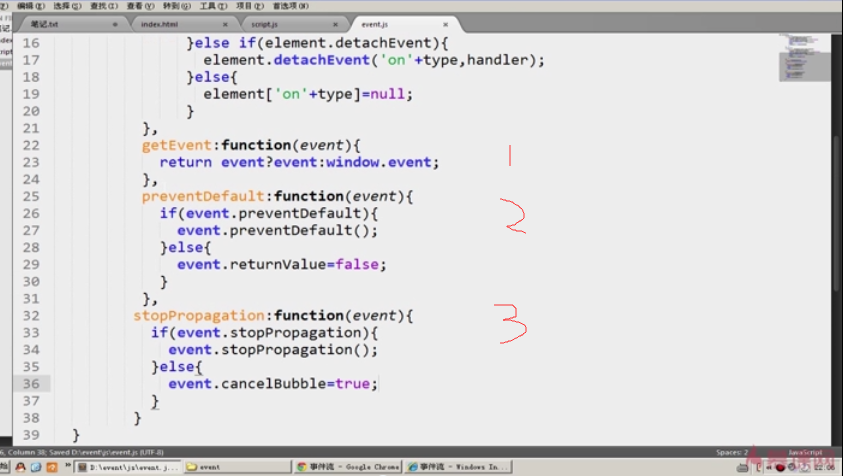 编辑(E) 选择(S) 查找(I) 查看(V) 转到(G) 工具(T) 项目(P) 首选项(N)
笔记.txt index.html script.js event.js
16 }else if(element.detachEvent){
17 element.detachEvent('on'+type,handler);
18 }else{
19 element['on'+type]=null;
20 }
21 },
22 getEvent:function(event){ 1
23 return event?event:window.event;
24 },
25 preventDefault:function(event){ 2
26 if(event.preventDefault){
27 event.preventDefault();
28 }else{
29 event.returnValue=false;
30 }
31 },
32 stopPropagation:function(event){ 3
33 if(event.stopPropagation){
34 event.stopPropagation();
35 }else{
36 event.cancelBubble=true;
37 }
38 }
39 }
6, Column 38; Saved D:\event\js\event.js (UTF-8) Spaces: 2 JavaScript
D:\event\js\event.j... event 事件流 - Google Chrome 事件流 - Windows In... 22:06